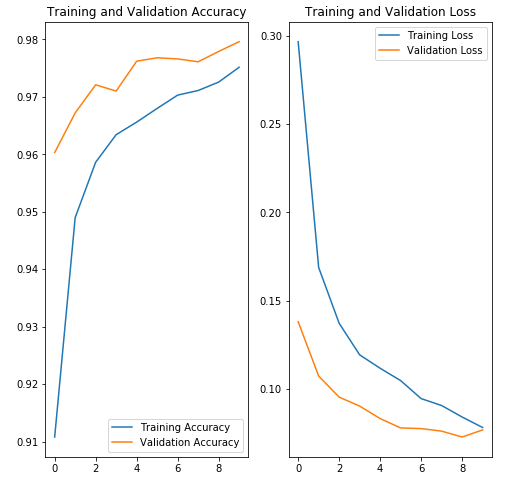 Training and Validation Accuracy
0.98
0.97
0.96
0.95
0.94
0.93
0.92
0.91
0 2 4 6 8
Training Accuracy
Validation Accuracy
Training and Validation Loss
0.30
0.25
0.20
0.15
0.10
0 2 4 6 8
Training Loss
Validation Loss